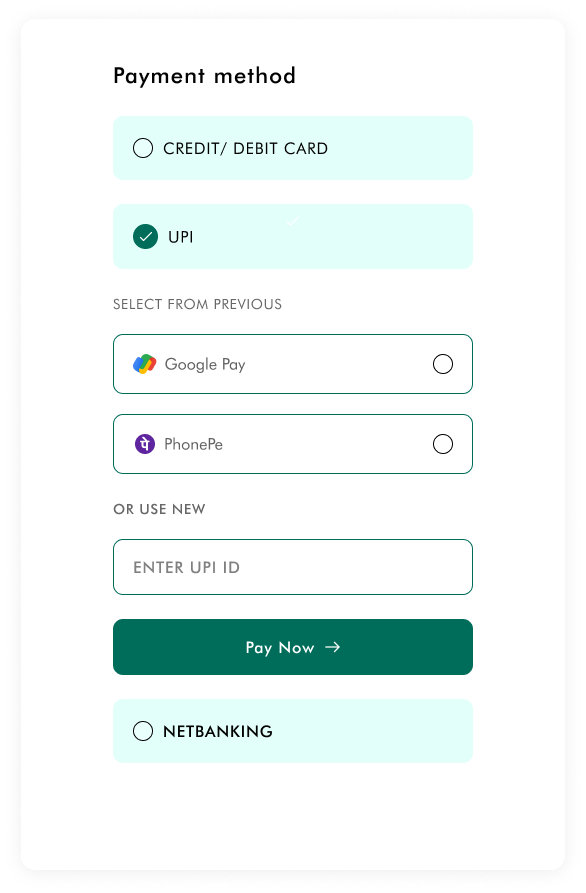 Payment method
CREDIT/ DEBIT CARD
UPI
SELECT FROM PREVIOUS
Google Pay
पे PhonePe
OR USE NEW
ENTER UPI ID
Pay Now →
NETBANKING